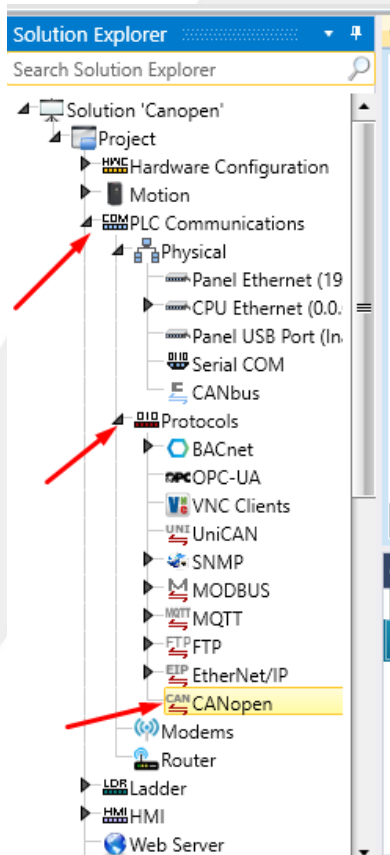 Solution Explorer
Search Solution Explorer
Solution 'Canopen'
Project
HWC Hardware Configuration
Motion
COM PLC Communications
Physical
Panel Ethernet (19
CPU Ethernet (0.0.
Panel USB Port (In
Serial COM
CANbus
Protocols
BACnet
OPC OPC-UA
VNC Clients
UNI UniCAN
SNMP
M MODBUS
MQTT MQTT
FTP FTP
EIP EtherNet/IP
CAN CANopen
Modems
Router
LDR Ladder
HMI HMI
Web Server